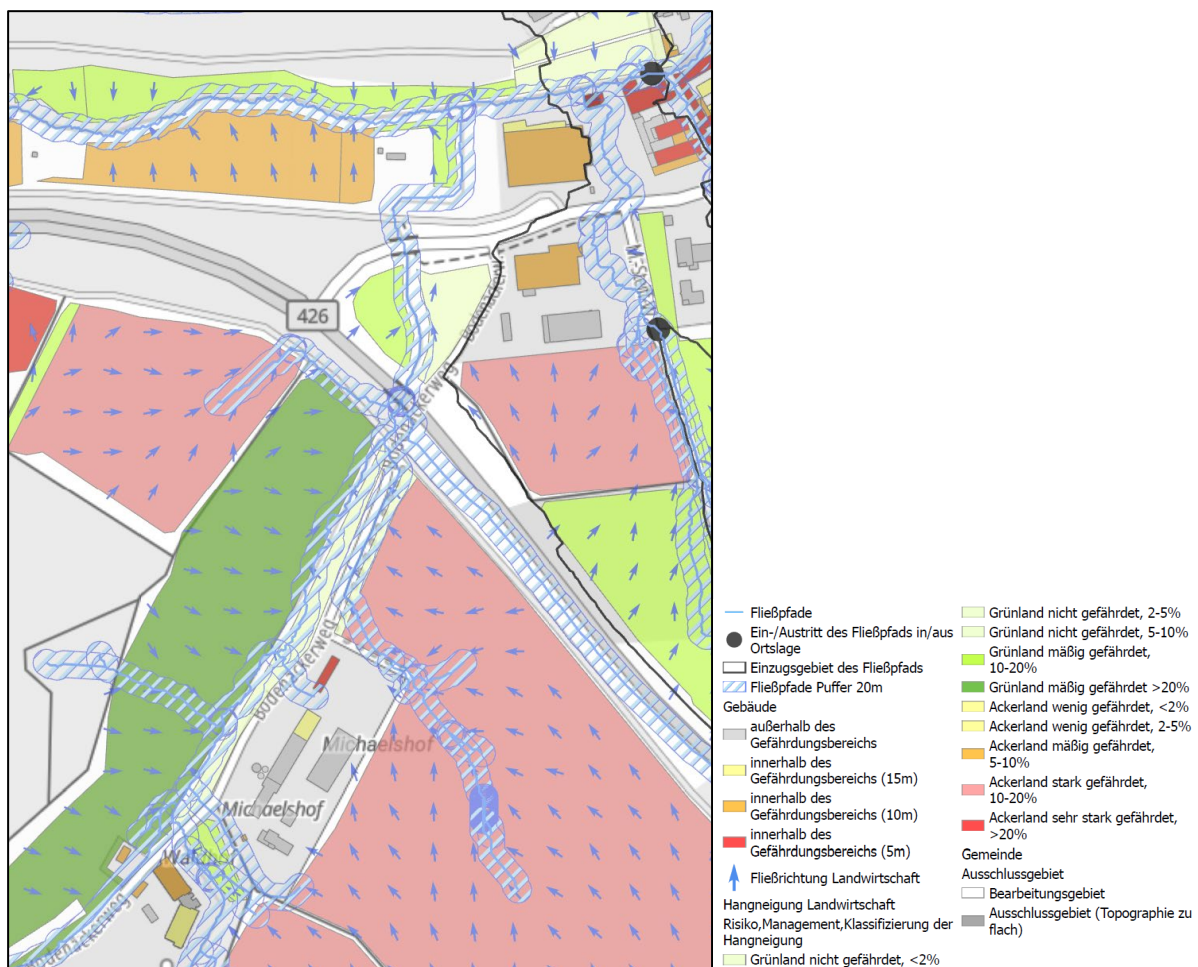 M.-Stryk
426
Bodenackerw
Bodenackerweg
Bodenackerweg
Bodenackerweg
Michaelshof
Michaelshof
Waldhof
Bodenackerweg
Fließpfade
Ein-/Austritt des Fließpfads in/aus
Ortslage
Einzugsgebiet des Fließpfads
Fließpfade Puffer 20m
Gebäude
außerhalb des
Gefährdungsbereich
innerhalb des
Gefährdungsbereichs (15m)
innerhalb des
Gefährdungsbereichs (10m)
innerhalb des
Gefährdungsbereichs (5m)
Fließrichtung Landwirtschaft
Hangneigung Landwirtschaft
Risiko,Management,Klassifizierung der
Hangneigung
Grünland nicht gefährdet, <2%
Grünland nicht gefährdet, 2-5%
Grünland nicht gefährdet, 5-10%
Grünland mäßig gefährdet,
10-20%
Grünland mäßig gefährdet >20%
Ackerland wenig gefährdet, <2%
Ackerland wenig gefährdet, 2-5%
Ackerland mäßig gefährdet,
5-10%
Ackerland stark gefährdet,
10-20%
Ackerland sehr stark gefährdet,
>20%
Gemeinde
Ausschlussgebiet
Bearbeitungsgebiet
Ausschlussgebiet (Topographie zu
flach)